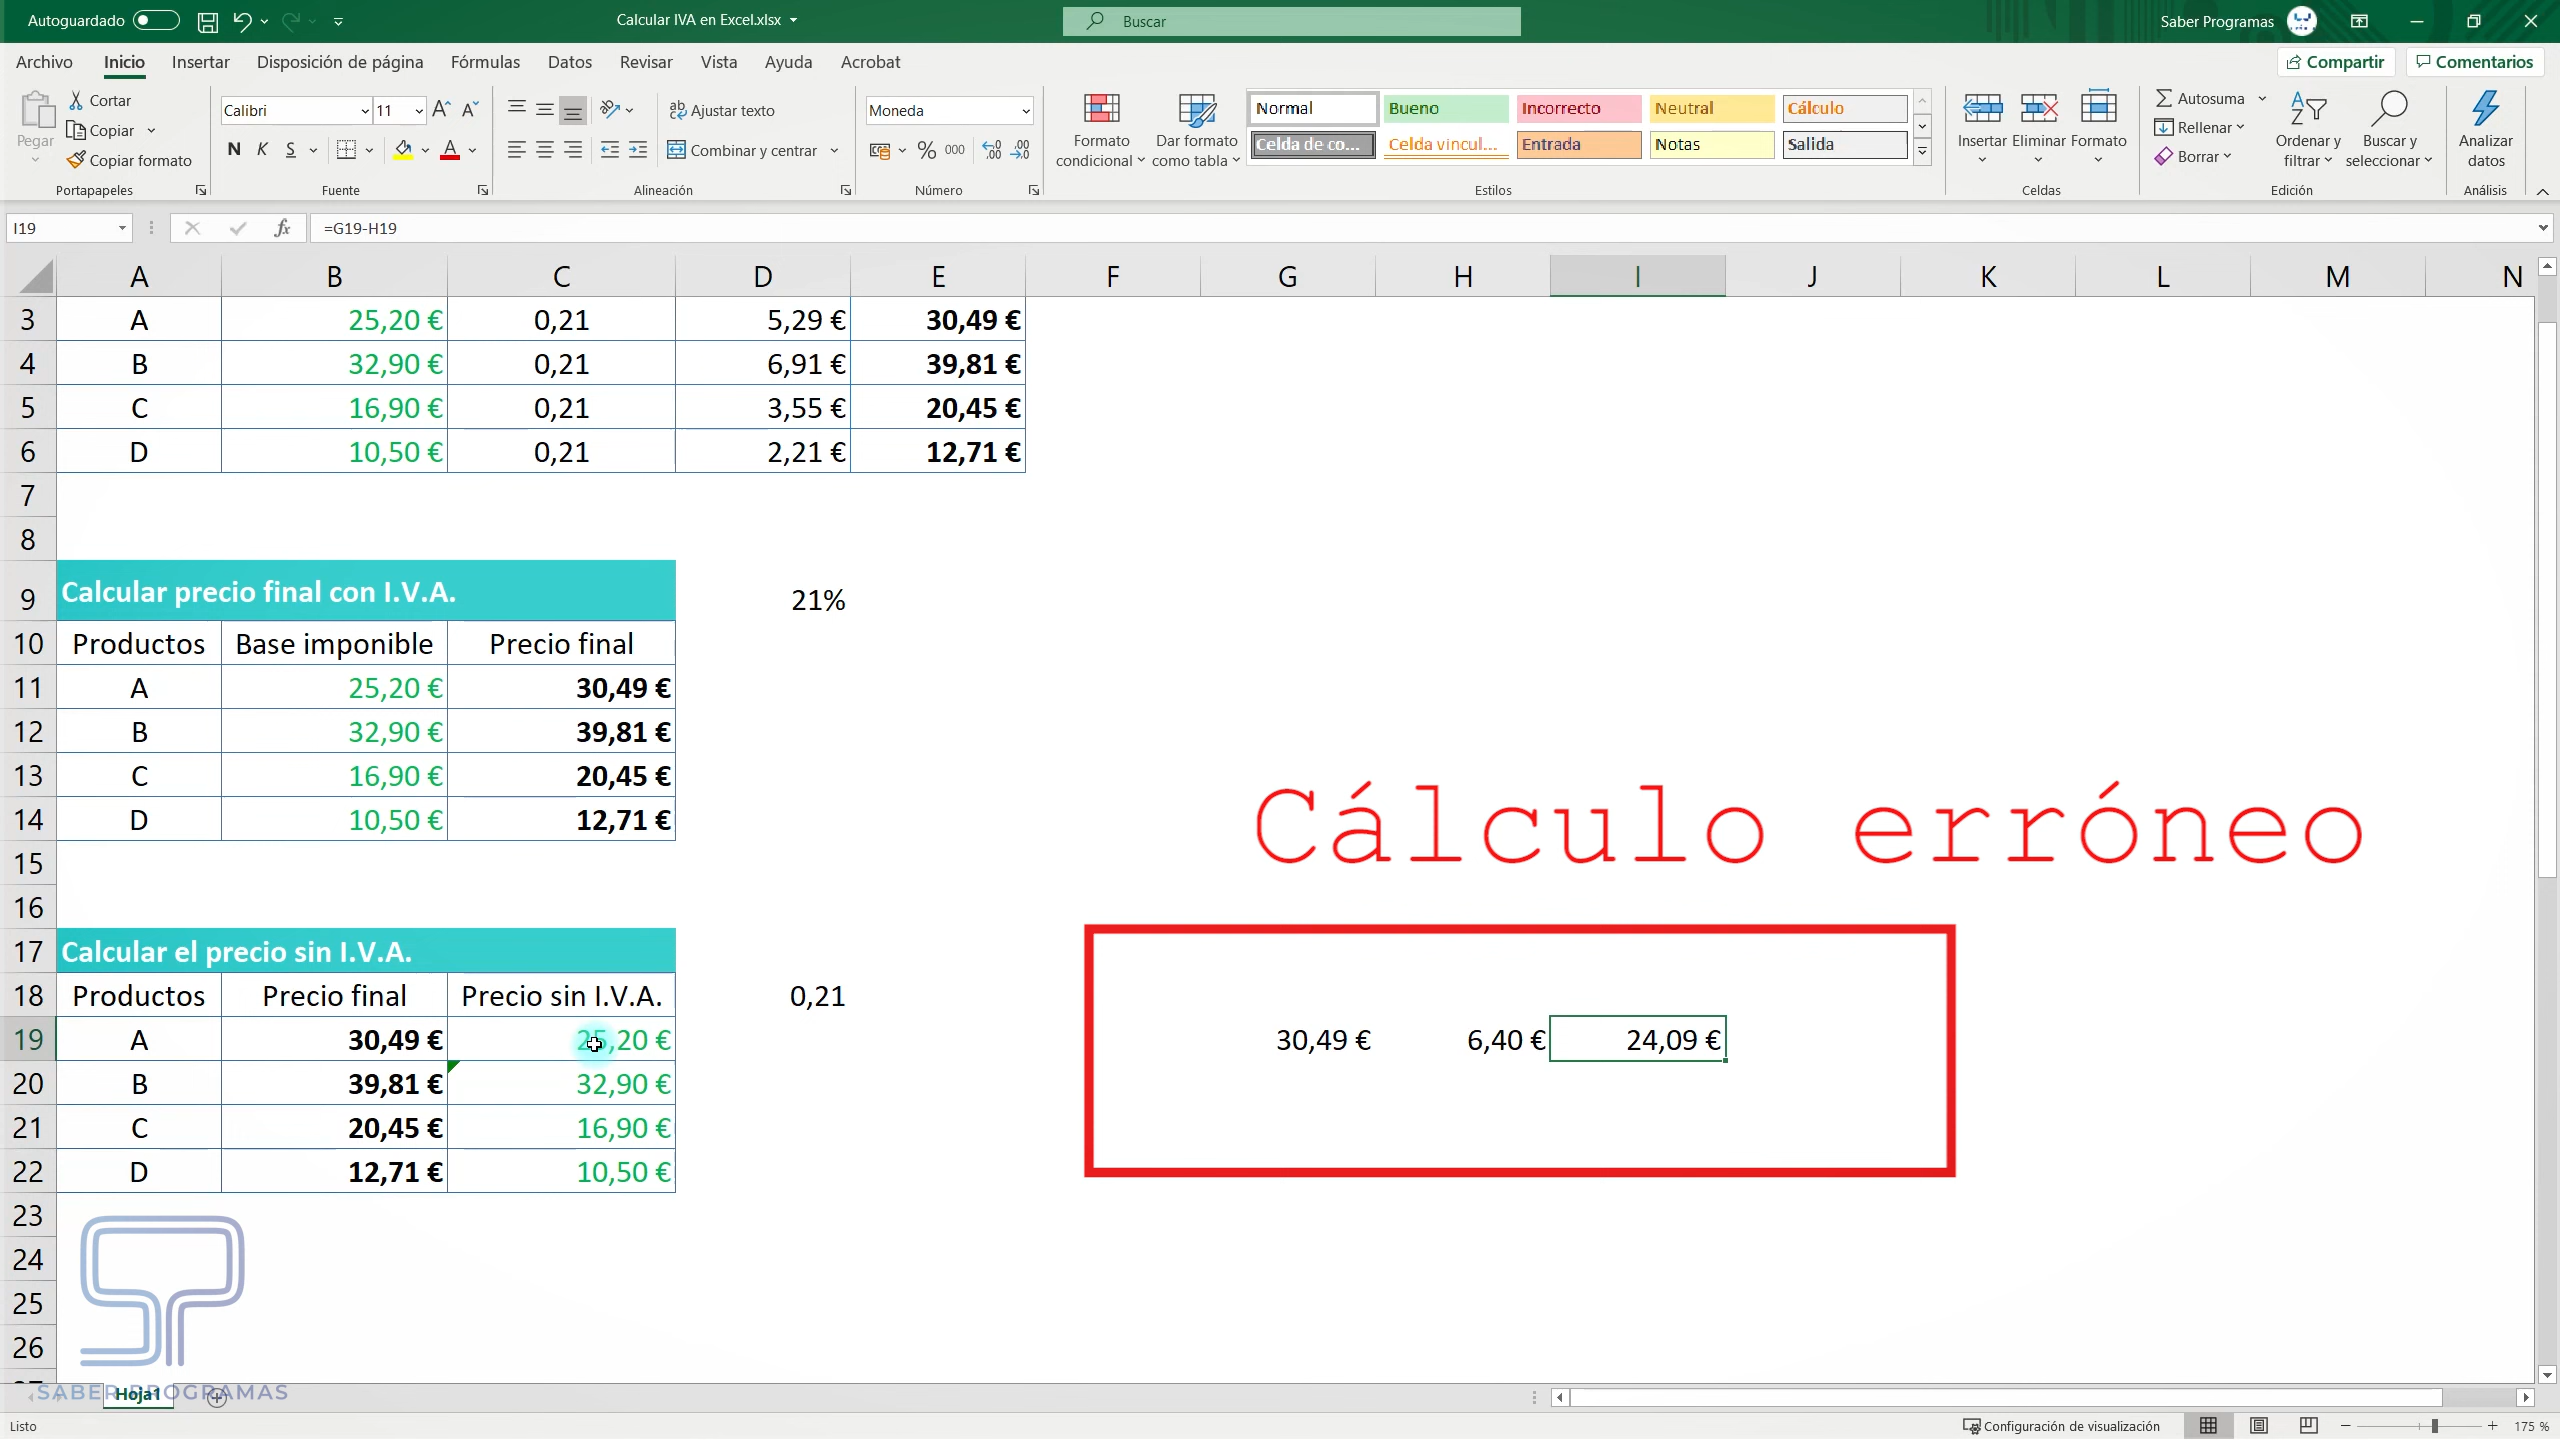 Autoguardado
Calcular IVA en Excel.xlsx
Buscar
Saber Programas
Archivo Inicio Insertar Disposición de página Fórmulas Datos Revisar Vista Ayuda Acrobat
Compartir Comentarios
Pegar
Cortar
Copiar
Copiar formato
Portapapeles
Calibri 11
N K S
Fuente
Ajustar texto
Combinar y centrar
Alineación
Moneda
% 000
Número
Formato condicional
Dar formato como tabla
Normal Bueno Incorrecto Neutral Cálculo
Celda de co... Celda vincul... Entrada Notas Salida
Estilos
Insertar Eliminar Formato
Celdas
Autosuma
Rellenar
Borrar
Ordenar y filtrar
Buscar y seleccionar
Edición
Analizar datos
Análisis
I19 fx =G19-H19
A B C D E F G H I J K L M N
3 A 25,20 € 0,21 5,29 € 30,49 €
4 B 32,90 € 0,21 6,91 € 39,81 €
5 C 16,90 € 0,21 3,55 € 20,45 €
6 D 10,50 € 0,21 2,21 € 12,71 €
7
8
9 Calcular precio final con I.V.A. 21%
10 Productos Base imponible Precio final
11 A 25,20 € 30,49 €
12 B 32,90 € 39,81 €
13 C 16,90 € 20,45 €
Cálculo erróneo
14 D 10,50 € 12,71 €
15
16
17 Calcular el precio sin I.V.A.
18 Productos Precio final Precio sin I.V.A. 0,21
19 A 30,49 € 25,20 € 30,49 € 6,40 € 24,09 €
20 B 39,81 € 32,90 €
21 C 20,45 € 16,90 €
22 D 12,71 € 10,50 €
23
24
25
26
SABER PROGRAMAS
Hoja1
Listo
Configuración de visualización
175 %